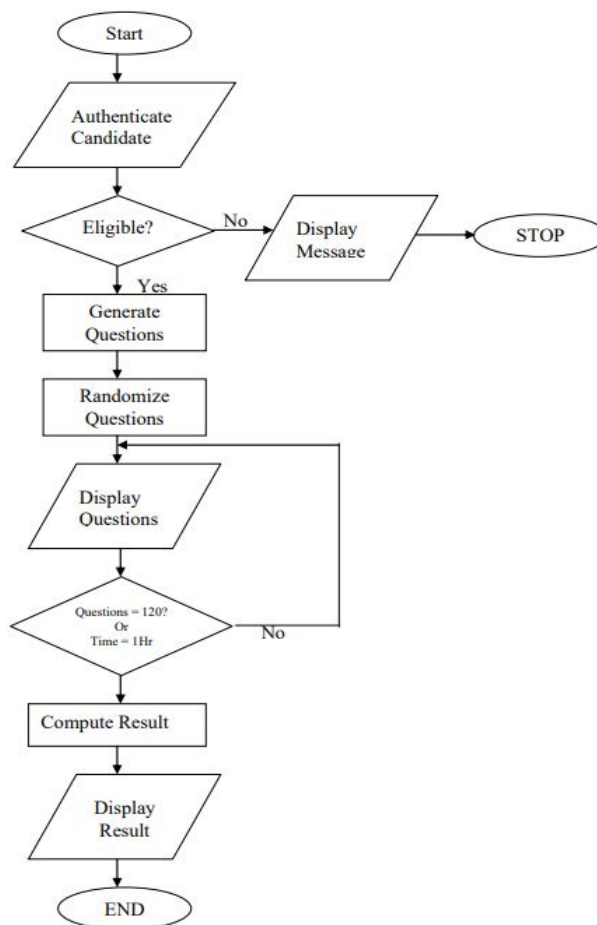 Start
Authenticate
Candidate
Eligible?
No
Display
Message
STOP
Yes
Generate
Questions
Randomize
Questions
Display
Questions
Questions = 120?
Or
Time = 1Hr
No
Compute Result
Display
Result
END